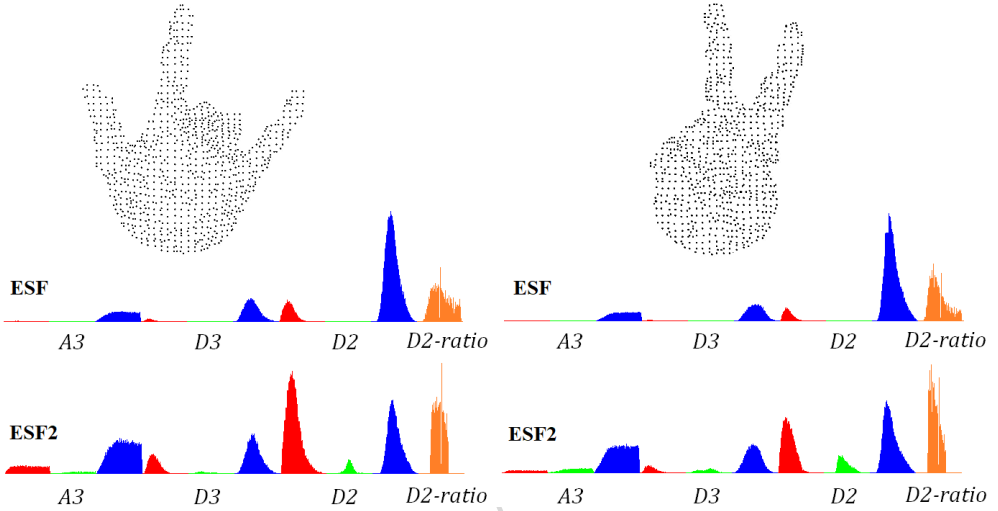 ESF
A3 D3 D2 D2-ratio
ESF2
A3 D3 D2 D2-ratio
ESF
A3 D3 D2 D2-ratio
ESF2
A3 D3 D2 D2-ratio